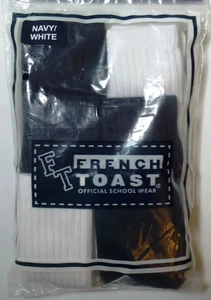 NAVY/
WHITE
FT
FRENCH
TOAST®
OFFICIAL SCHOOL WEAR